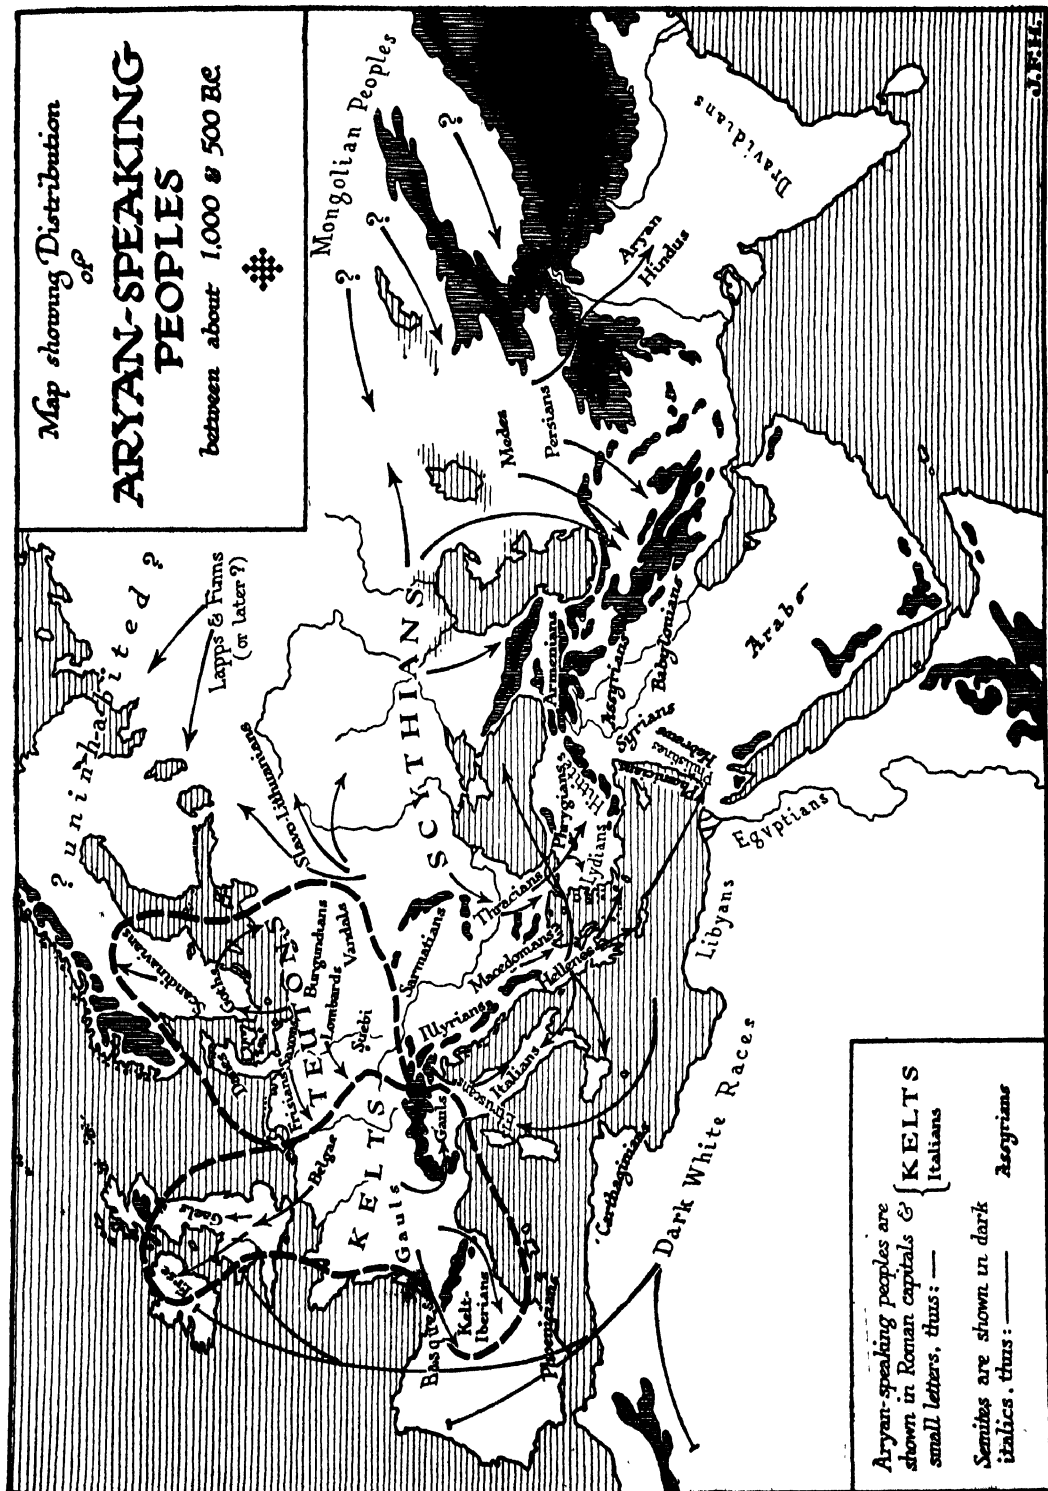 Map showing Distribution
of
ARYAN-SPEAKING
PEOPLES
between about 1,000 & 500 B.C.
Mongolian Peoples
?
?
?
? uninhabited ?
Lapps & Finns
(or later ?)
Scandinavians
Goths
Danes
Frisians
Saxons
TEUTONS
Burgundians
Lombards
Vandals
Suebi
Slavo-Lithuanians
SCYTHIANS
Sarmatians
Medes
Persians
Aryan
Hindus
Dravidians
Gaels
Belgae
KELTS
Gauls
Gauls
Basques
Kelt-
Iberians
Phoenicians
Illyrians
Etruscans
Italians
Macedonians
Thracians
Hellenes
Phrygians
Hittites
Lydians
Armenians
Assyrians
Babylonians
Syrians
Hebrews
Philistines
Phoenicians
Arabs
Egyptians
Libyans
Carthaginians
Dark White Races
Aryan-speaking peoples are
shown in Roman capitals & { KELTS
small letters, thus:— Italians
Semites are shown in dark
italics, thus:— Assyrians
J.F.H.